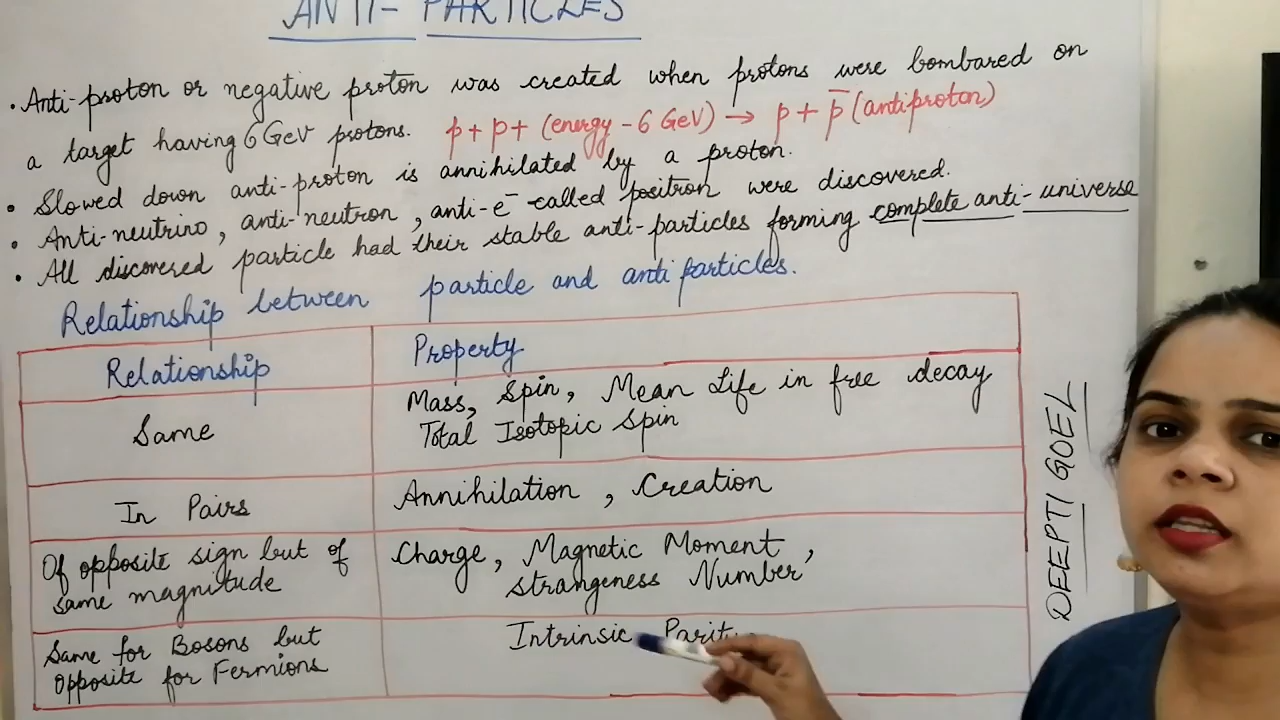 ANTI-PARTICLES
• Anti-proton or negative proton was created when protons were bombared on
a target having 6 GeV protons. p + p + (energy - 6 GeV) → p + p̅ (antiproton)
• Slowed down anti-proton is annihilated by a proton.
• Anti-neutrino, anti-neutron, anti-e⁻ called positron were discovered.
• All discovered particle had their stable anti-particles forming complete anti-universe
Relationship between particle and anti particles.
Relationship Property
Same Mass, Spin, Mean Life in free decay
Total Isotopic Spin
In Pairs Annihilation, Creation
Of opposite sign but of
same magnitude
Charge, Magnetic Moment,
Strangeness Number
Same for Bosons but
Opposite for Fermions
Intrinsic Parity
DEEPTI GOEL